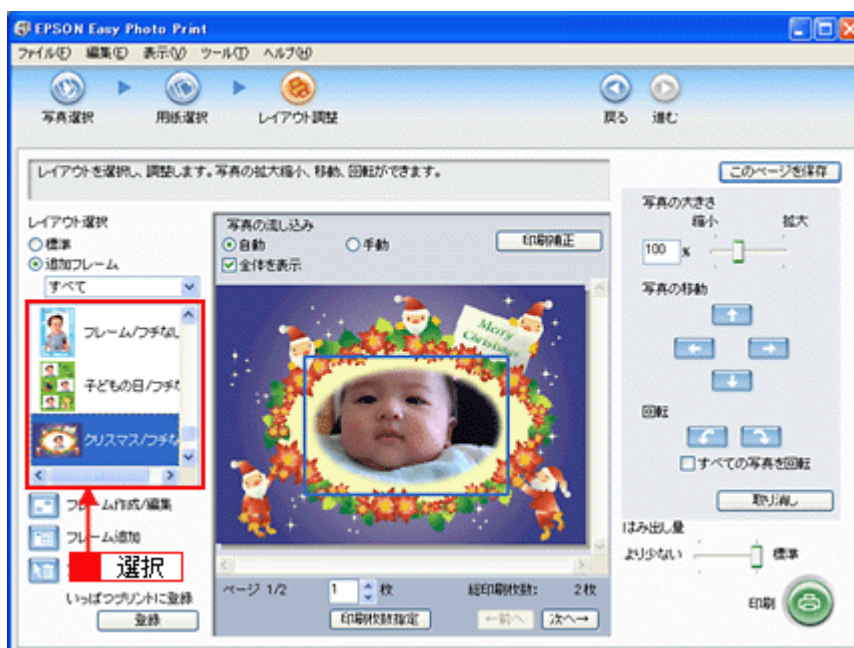 EPSON Easy Photo Print
ファイル(F) 編集(E) 表示(V) ツール(T) ヘルプ(H)
写真選択 用紙選択 レイアウト調整 戻る 進む
レイアウトを選択し、調整します。写真の拡大縮小、移動、回転ができます。
このページを保存
レイアウト選択
標準
追加フレーム
すべて
フレーム/フチなし
子どもの日/フチ
クリスマス/フチな
フレーム作成/編集
フレーム追加
選択
いっぱつプリントに登録
登録
写真の流し込み
自動 手動
印刷補正
全体を表示
Merry
Christmas
ページ 1/2 1 枚 総印刷枚数: 2枚
印刷枚数指定 ←前へ 次へ→
写真の大きさ
縮小 拡大
100 %
写真の移動
回転
すべての写真を回転
取り消し
はみ出し量
より少ない 標準
印刷